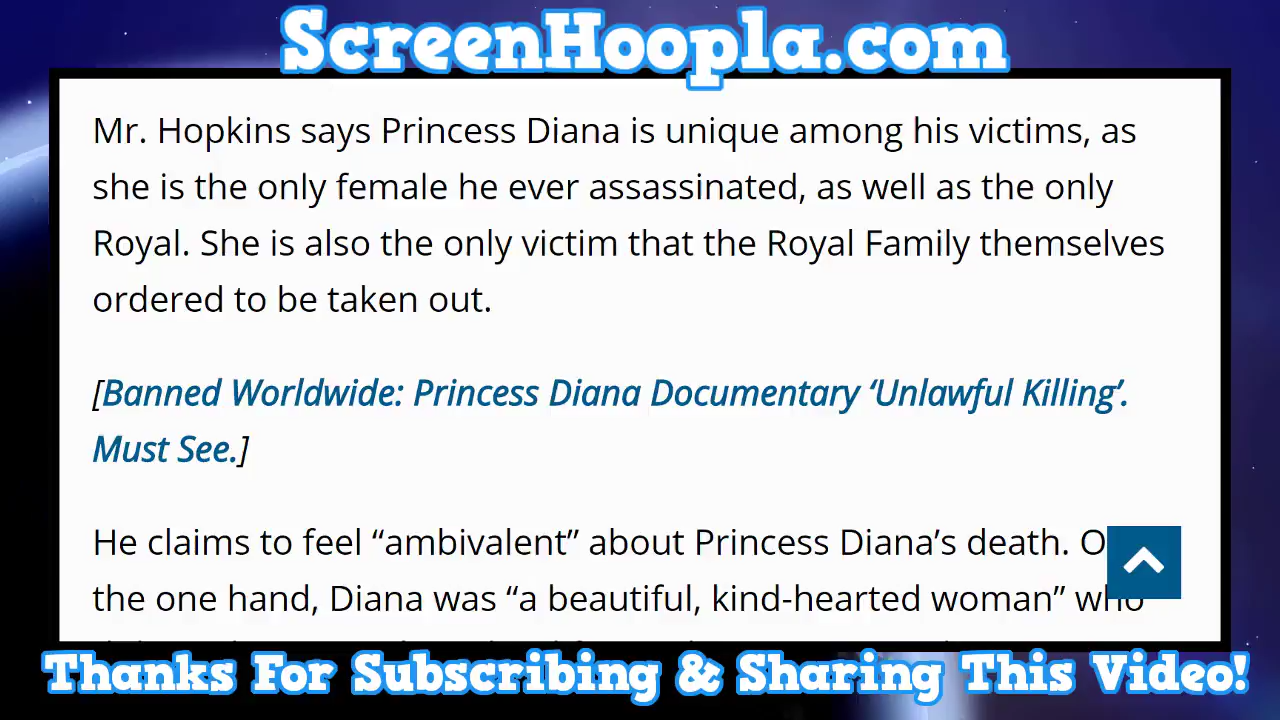 ScreenHoopla.com
Mr. Hopkins says Princess Diana is unique among his victims, as
she is the only female he ever assassinated, as well as the only
Royal. She is also the only victim that the Royal Family themselves
ordered to be taken out.
[Banned Worldwide: Princess Diana Documentary ‘Unlawful Killing’.
Must See.]
He claims to feel “ambivalent” about Princess Diana’s death. O
the one hand, Diana was “a beautiful, kind-hearted woman” who
Thanks For Subscribing & Sharing This Video!